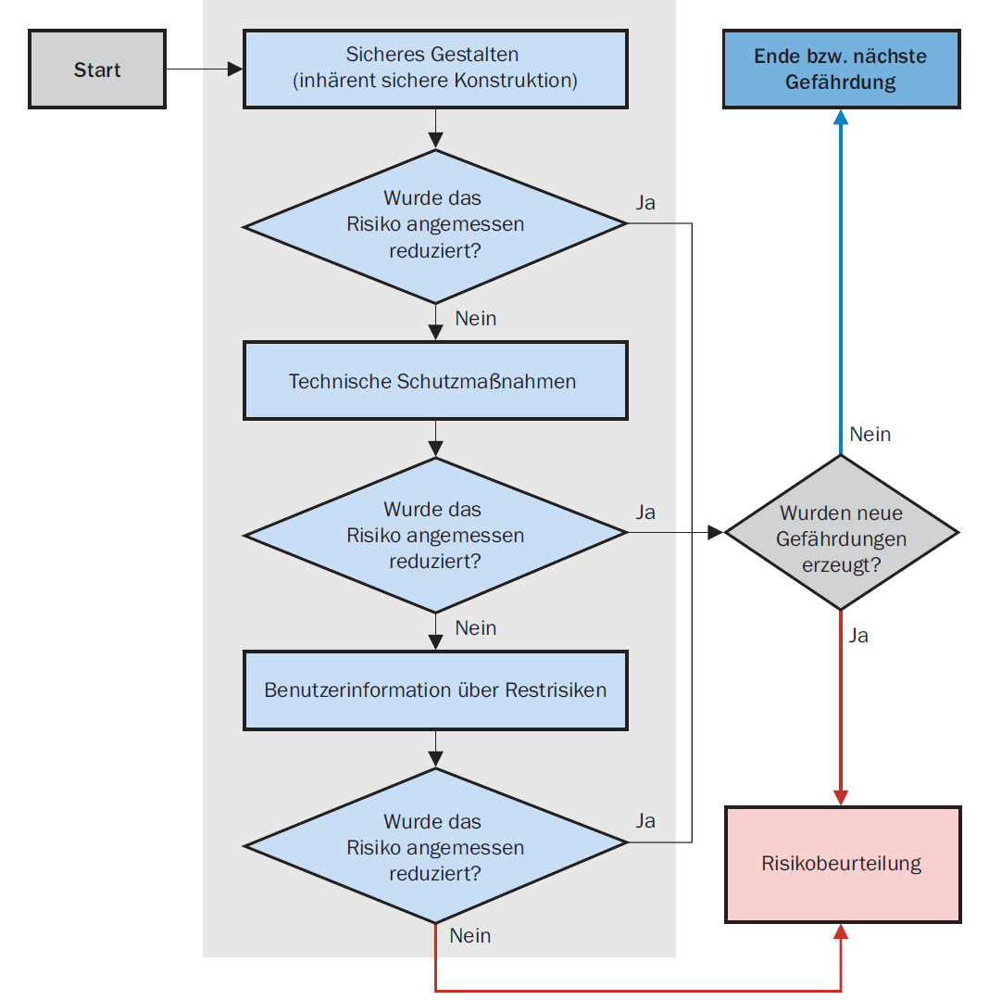 Start
Sicheres Gestalten
(inhärent sichere Konstruktion)
Ende bzw. nächste
Gefährdung
Wurde das
Risiko angemessen
reduziert?
Ja
Nein
Technische Schutzmaßnahmen
Wurde das
Risiko angemessen
reduziert?
Ja
Nein
Wurden neue
Gefährdungen
erzeugt?
Nein
Ja
Benutzerinformation über Restrisiken
Wurde das
Risiko angemessen
reduziert?
Ja
Nein
Risikobeurteilung